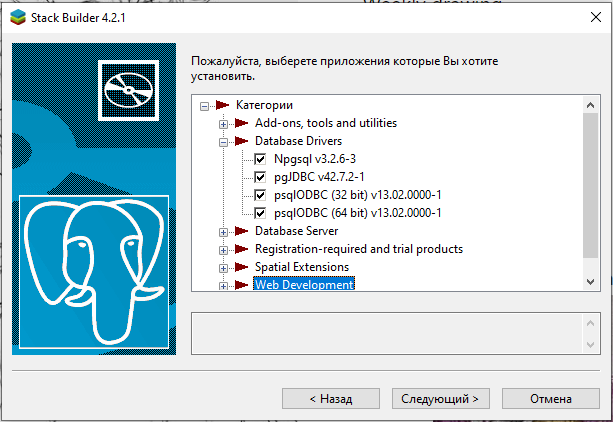 Weekly drawing
Stack Builder 4.2.1
Пожалуйста, выберете приложения которые Вы хотите
установить.
Категории
Add-ons, tools and utilities
Database Drivers
Npgsql v3.2.6-3
pgJDBC v42.7.2-1
psqlODBC (32 bit) v13.02.0000-1
psqlODBC (64 bit) v13.02.0000-1
Database Server
Registration-required and trial products
Spatial Extensions
Web Development
< Назад
Следующий >
Отмена